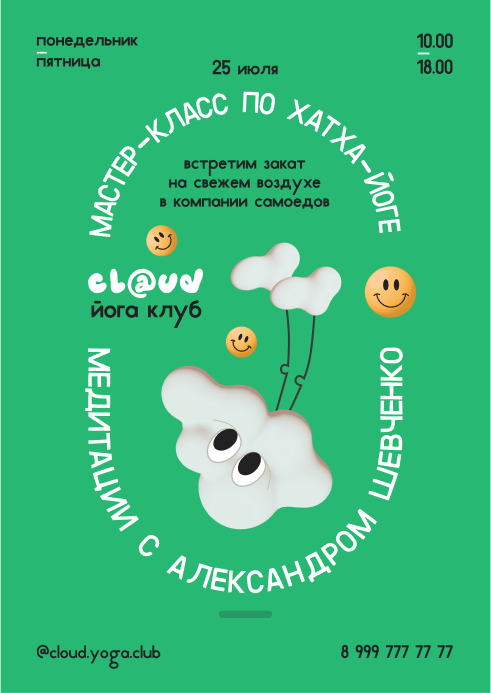 понедельник
пятница
25 июля
10.00
18.00
МАСТЕР-КЛАСС ПО ХАТХА-ЙОГЕ
встретим закат
на свежем воздухе
в компании самоедов
cl@ud
йога клуб
МЕДИТАЦИИ С АЛЕКСАНДРОМ ШЕВЧЕНКО
@cloud.yoga.club
8 999 777 77 77